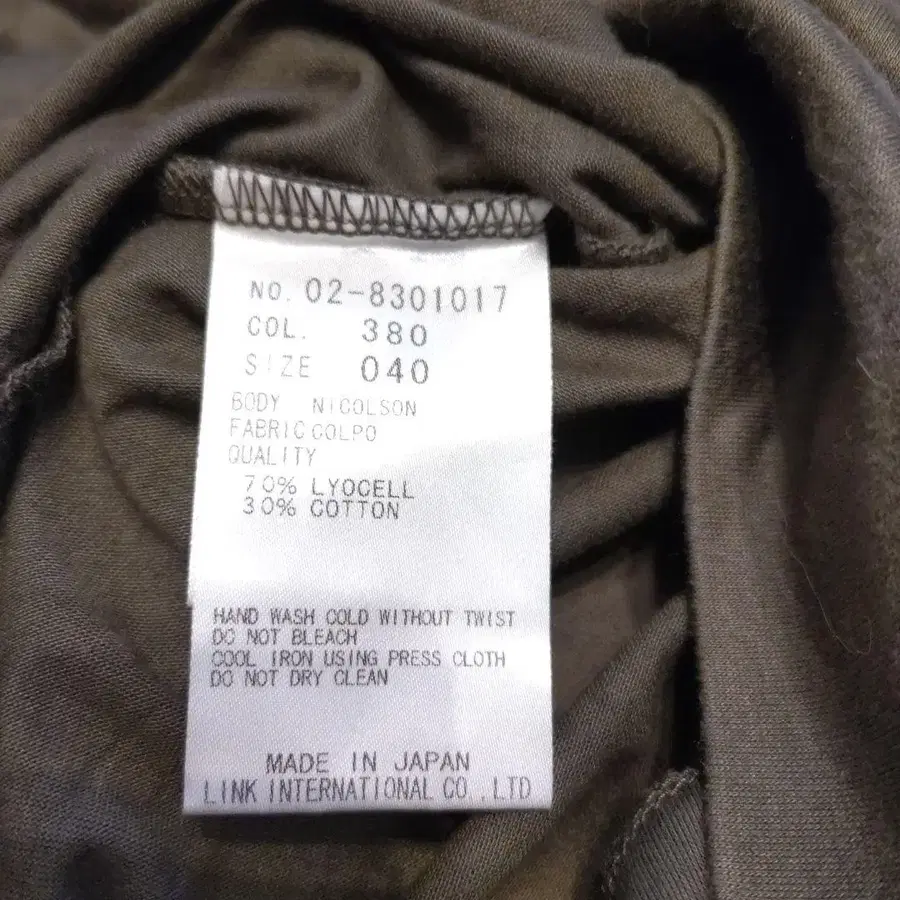 NO. 02-8301017
COL. 380
SIZE 040
BODY NICOLSON
FABRIC COLPO
QUALITY
70% LYOCELL
30% COTTON
HAND WASH COLD WITHOUT TWIST
DO NOT BLEACH
COOL IRON USING PRESS CLOTH
DO NOT DRY CLEAN
MADE IN JAPAN
LINK INTERNATIONAL CO.,LTD